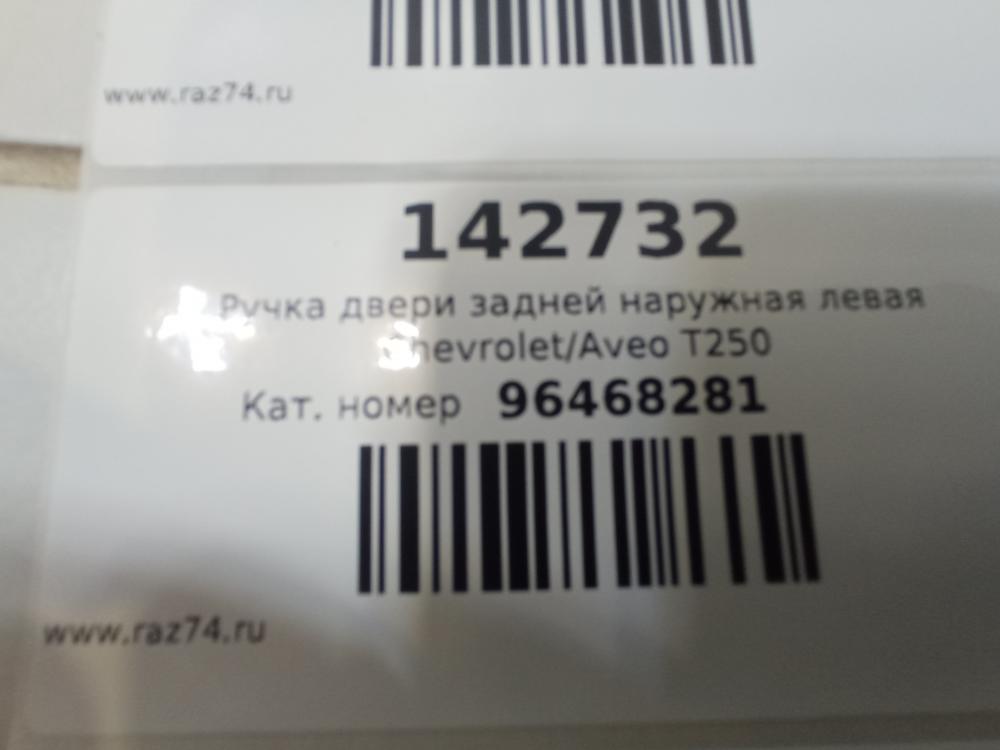 www.raz74.ru
142732
Ручка двери задней наружная левая
Chevrolet/Aveo T250
Кат. номер 96468281
www.raz74.ru